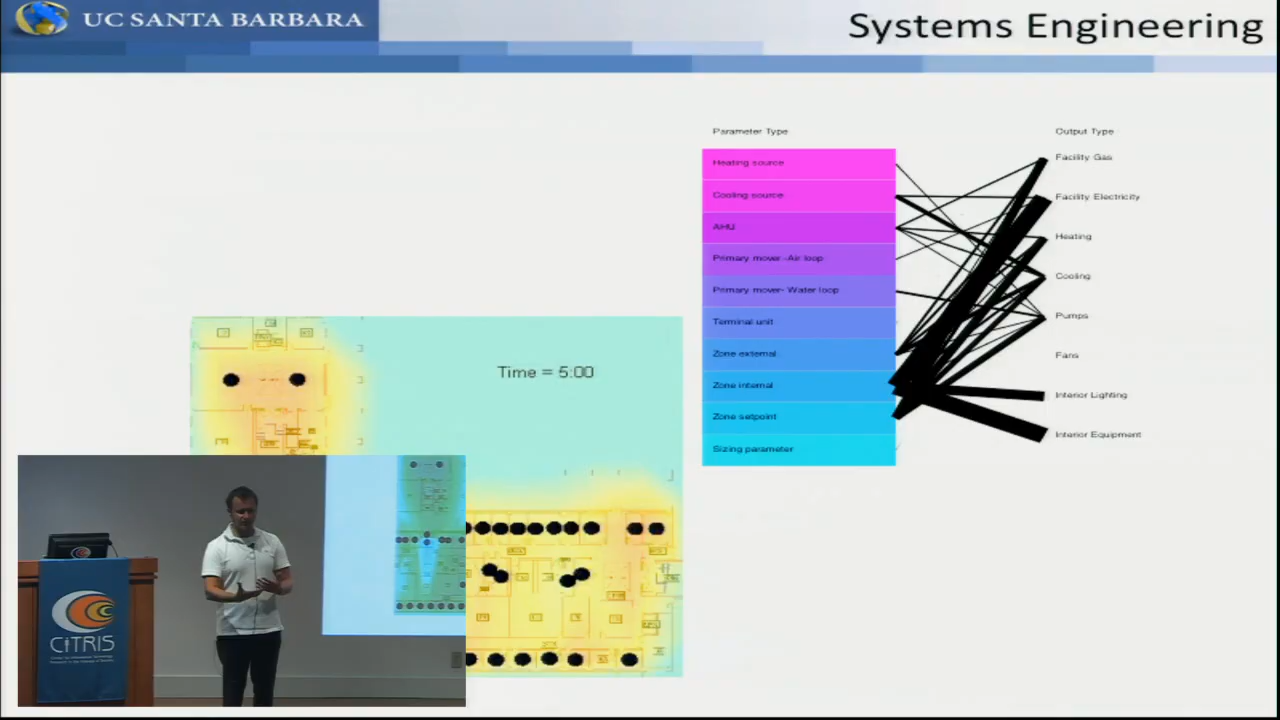 UC SANTA BARBARA
Systems Engineering
Parameter Type
Output Type
Heating source
Cooling source
AHU
Primary mover-Air loop
Primary mover- Water loop
Terminal unit
Zone external
Zone internal
Zone setpoint
Sizing parameter
Facility Gas
Facility Electricity
Heating
Cooling
Pumps
Fans
Interior Lighting
Interior Equipment
Time = 5:00
CITRIS